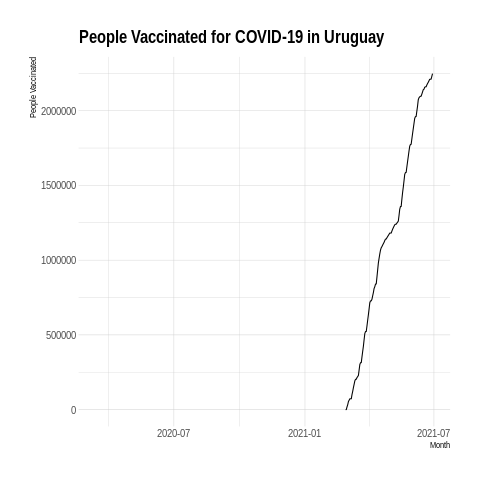 People Vaccinated for COVID-19 in Uruguay
People Vaccinated
2000000
1500000
1000000
500000
0
2020-07
2021-01
2021-07
Month